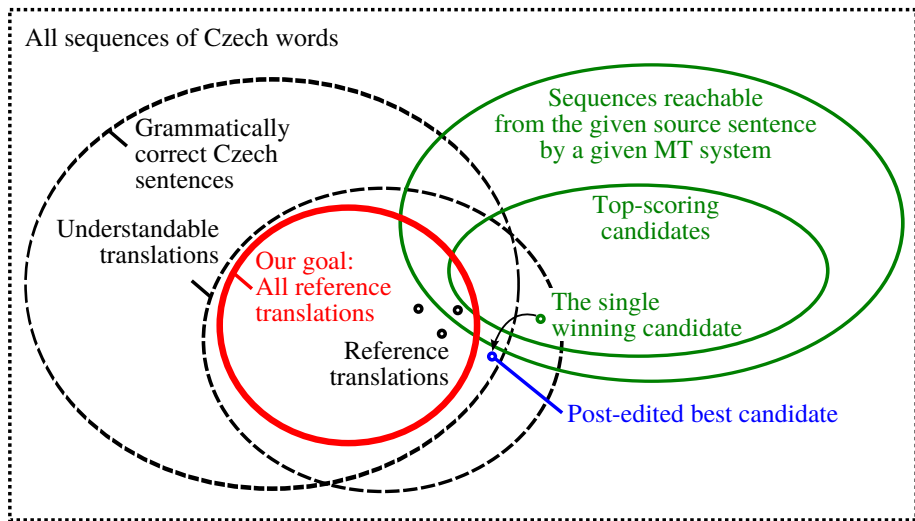 All sequences of Czech words
Sequences reachable
from the given source sentence
by a given MT system
Grammatically
correct Czech
sentences
Top-scoring
candidates
Understandable
translations
Our goal:
All reference
translations
The single
winning candidate
Reference
translations
Post-edited best candidate